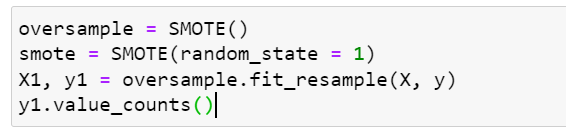 oversample = SMOTE()
smote = SMOTE(random_state = 1)
X1, y1 = oversample.fit_resample(X, y)
y1.value_counts()